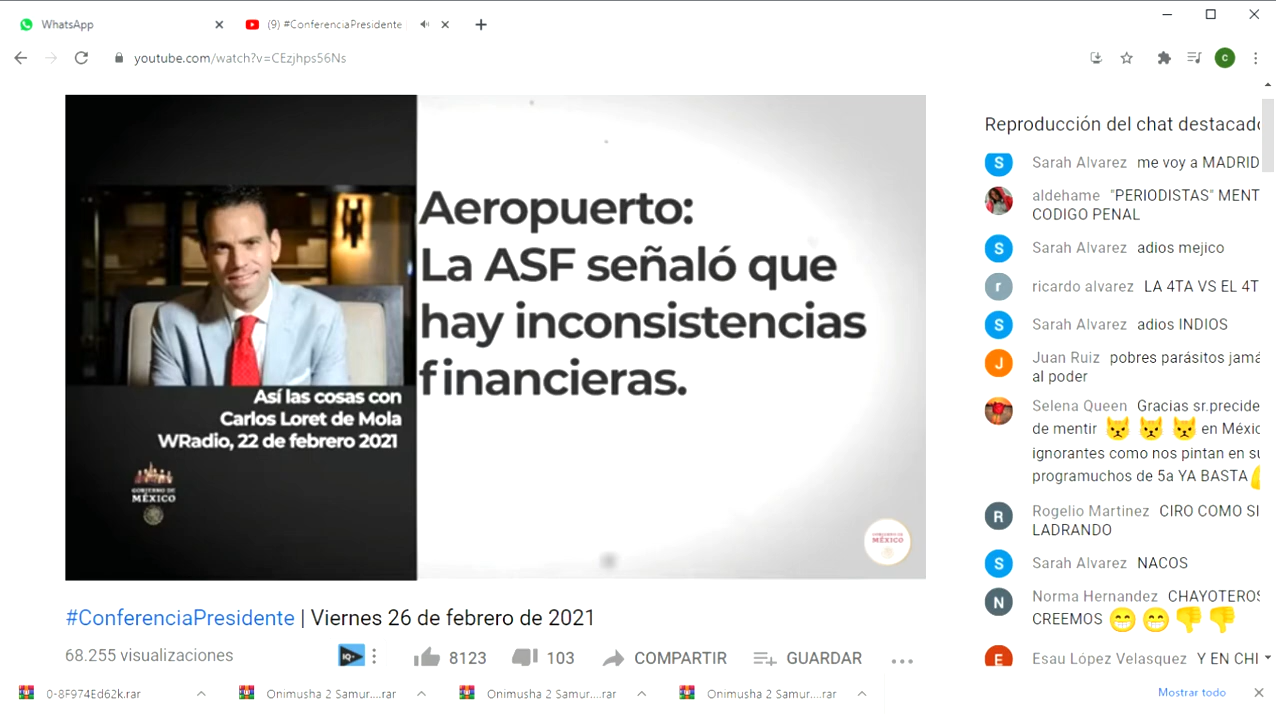 WhatsApp
(9) #ConferenciaPresidente
youtube.com/watch?v=CEzjhps56Ns
C
Aeropuerto:
La ASF señaló que
hay inconsistencias
financieras.
Así las cosas con
Carlos Loret de Mola
WRadio, 22 de febrero 2021
GOBIERNO DE
MÉXICO
GOBIERNO DE
MÉXICO
#ConferenciaPresidente | Viernes 26 de febrero de 2021
68.255 visualizaciones
IQ+
8123
103
COMPARTIR
GUARDAR
Reproducción del chat destacado
S Sarah Alvarez me voy a MADRID
aldehame "PERIODISTAS" MENT
CODIGO PENAL
S Sarah Alvarez adios mejico
r ricardo alvarez LA 4TA VS EL 4T
S Sarah Alvarez adios INDIOS
J Juan Ruiz pobres parásitos jamá
al poder
Selena Queen Gracias sr.precide
de mentir 😾 😾 😾 en Méxic
ignorantes como nos pintan en su
programuchos de 5a YA BASTA
R Rogelio Martinez CIRO COMO SI
LADRANDO
S Sarah Alvarez NACOS
N Norma Hernandez CHAYOTEROS
CREEMOS 😁 😁 👎 👎
E Esau López Velasquez Y EN CHI
0-8F974Ed62k.rar
Onimusha 2 Samur....rar
Onimusha 2 Samur....rar
Onimusha 2 Samur....rar
Mostrar todo